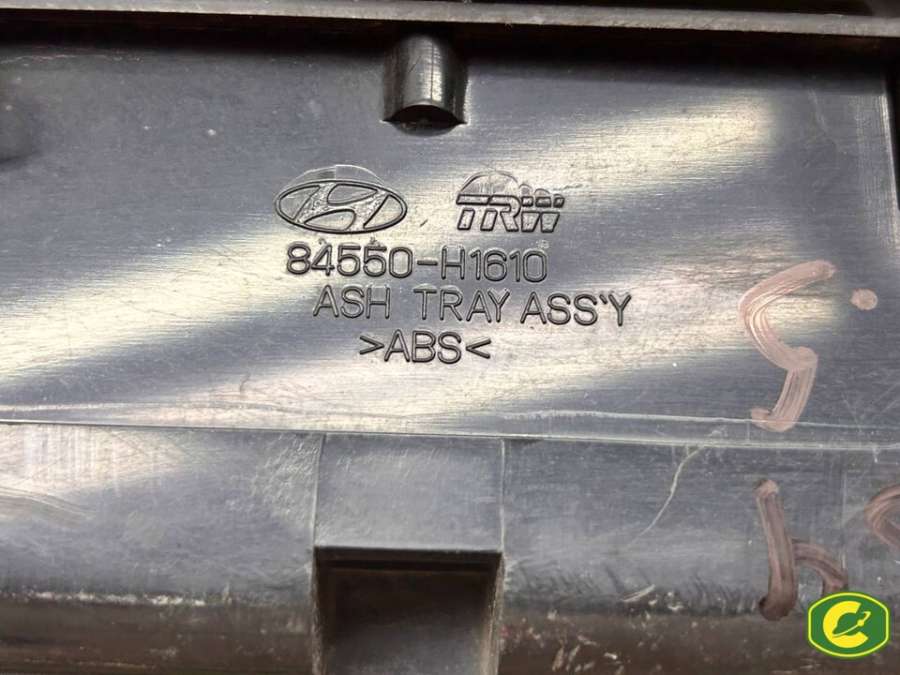 TRW
84550-H1610
ASH TRAY ASS'Y
>ABS<